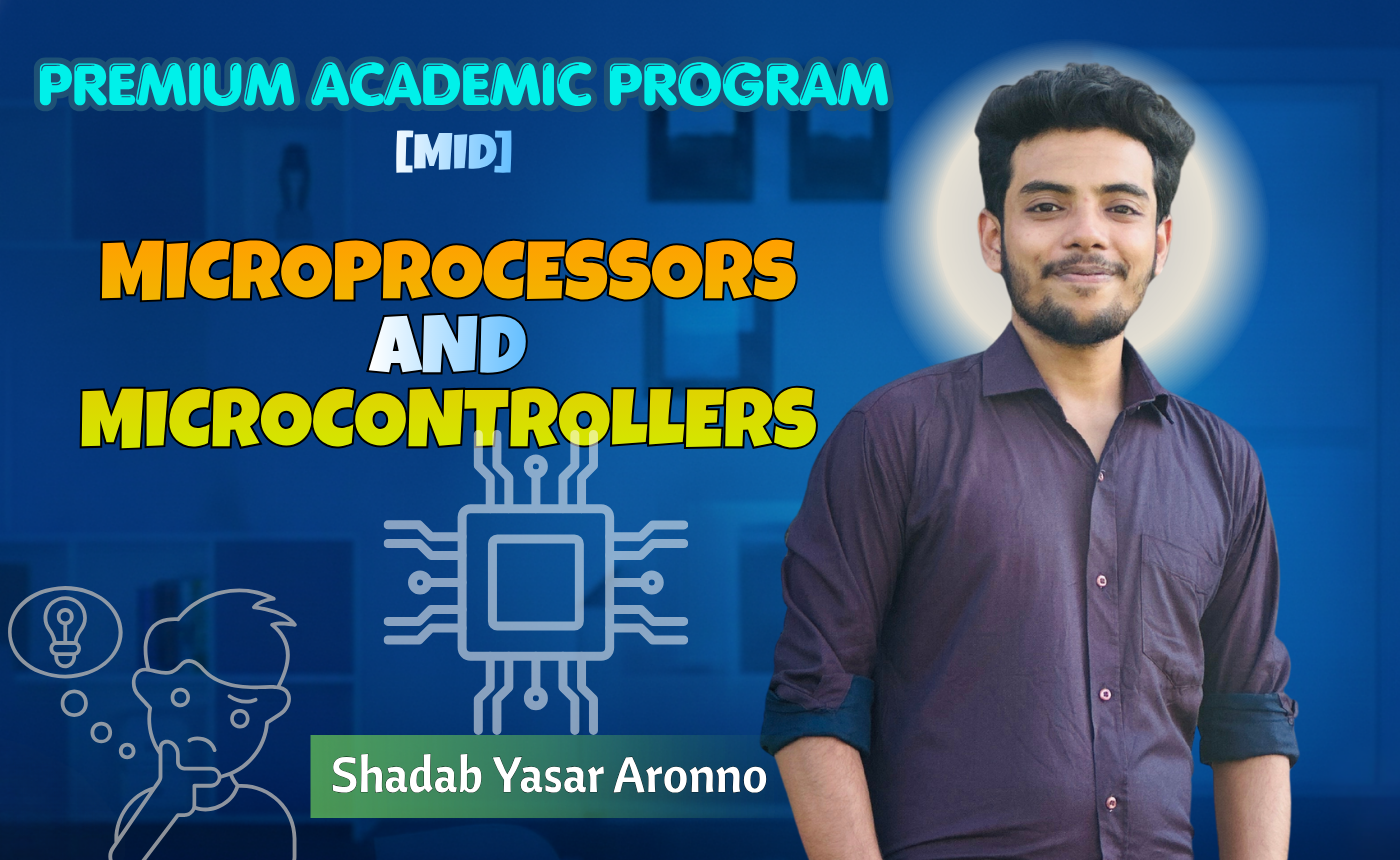 PREMIUM ACADEMIC PROGRAM
[MID]
MICROPROCESSORS
AND
MICROCONTROLLERS
Shadab Yasar Aronno